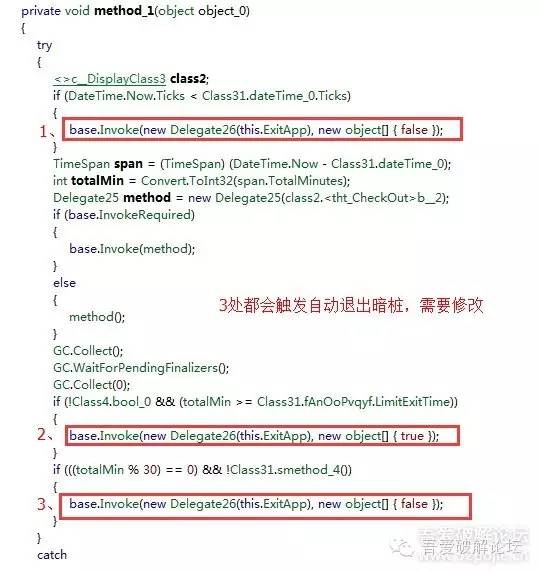 private void method_1(object object_0)
{
try
{
<>c__DisplayClass3 class2;
if (DateTime.Now.Ticks < Class31.dateTime_0.Ticks)
{
1、 base.Invoke(new Delegate26(this.ExitApp), new object[] { false });
}
TimeSpan span = (TimeSpan) (DateTime.Now - Class31.dateTime_0);
int totalMin = Convert.ToInt32(span.TotalMinutes);
Delegate25 method = new Delegate25(class2.<tht_CheckOut>b__2);
if (base.InvokeRequired)
{
base.Invoke(method);
}
else
{
3处都会触发自动退出暗桩，需要修改
method();
}
GC.Collect();
GC.WaitForPendingFinalizers();
GC.Collect(0);
if (!Class4.bool_0 && (totalMin >= Class31.fAnOoPvqyf.LimitExitTime))
{
2、 base.Invoke(new Delegate26(this.ExitApp), new object[] { true });
}
if (((totalMin % 30) == 0) && !Class31.smethod_4())
{
3、 base.Invoke(new Delegate26(this.ExitApp), new object[] { false });
}
}
catch
吾爱破解论坛